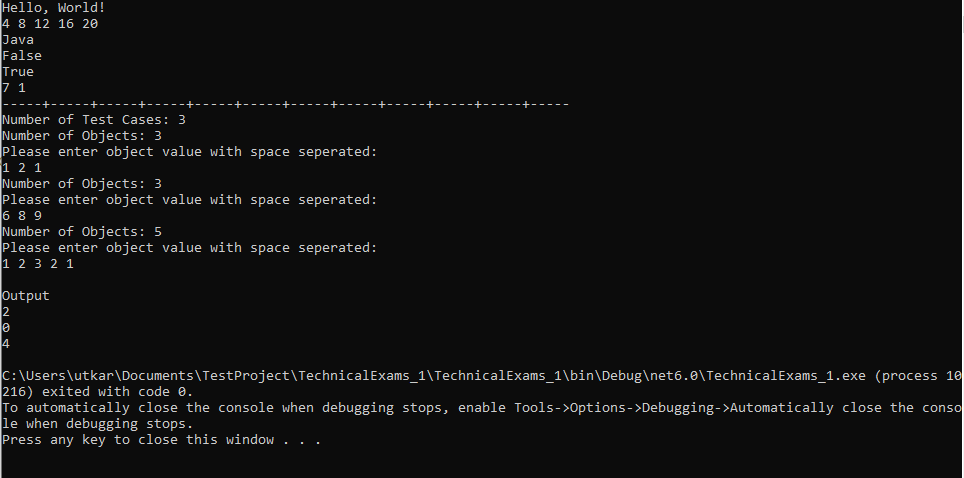 Hello, World!
4 8 12 16 20
Java
False
True
7 1
-----+-----+-----+-----+-----+-----+-----+-----+-----+-----+-----+-----
Number of Test Cases: 3
Number of Objects: 3
Please enter object value with space seperated:
1 2 1
Number of Objects: 3
Please enter object value with space seperated:
6 8 9
Number of Objects: 5
Please enter object value with space seperated:
1 2 3 2 1

Output
2
0
4

C:\Users\utkar\Documents\TestProject\TechnicalExams_1\TechnicalExams_1\bin\Debug\net6.0\TechnicalExams_1.exe (process 10
216) exited with code 0.
To automatically close the console when debugging stops, enable Tools->Options->Debugging->Automatically close the conso
le when debugging stops.
Press any key to close this window . . .